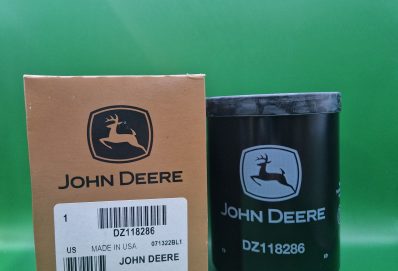 JOHN DEERE
1
DZ118286
US MADE IN USA 071322BL1
JOHN DEERE
JOHN DEERE
DZ118286